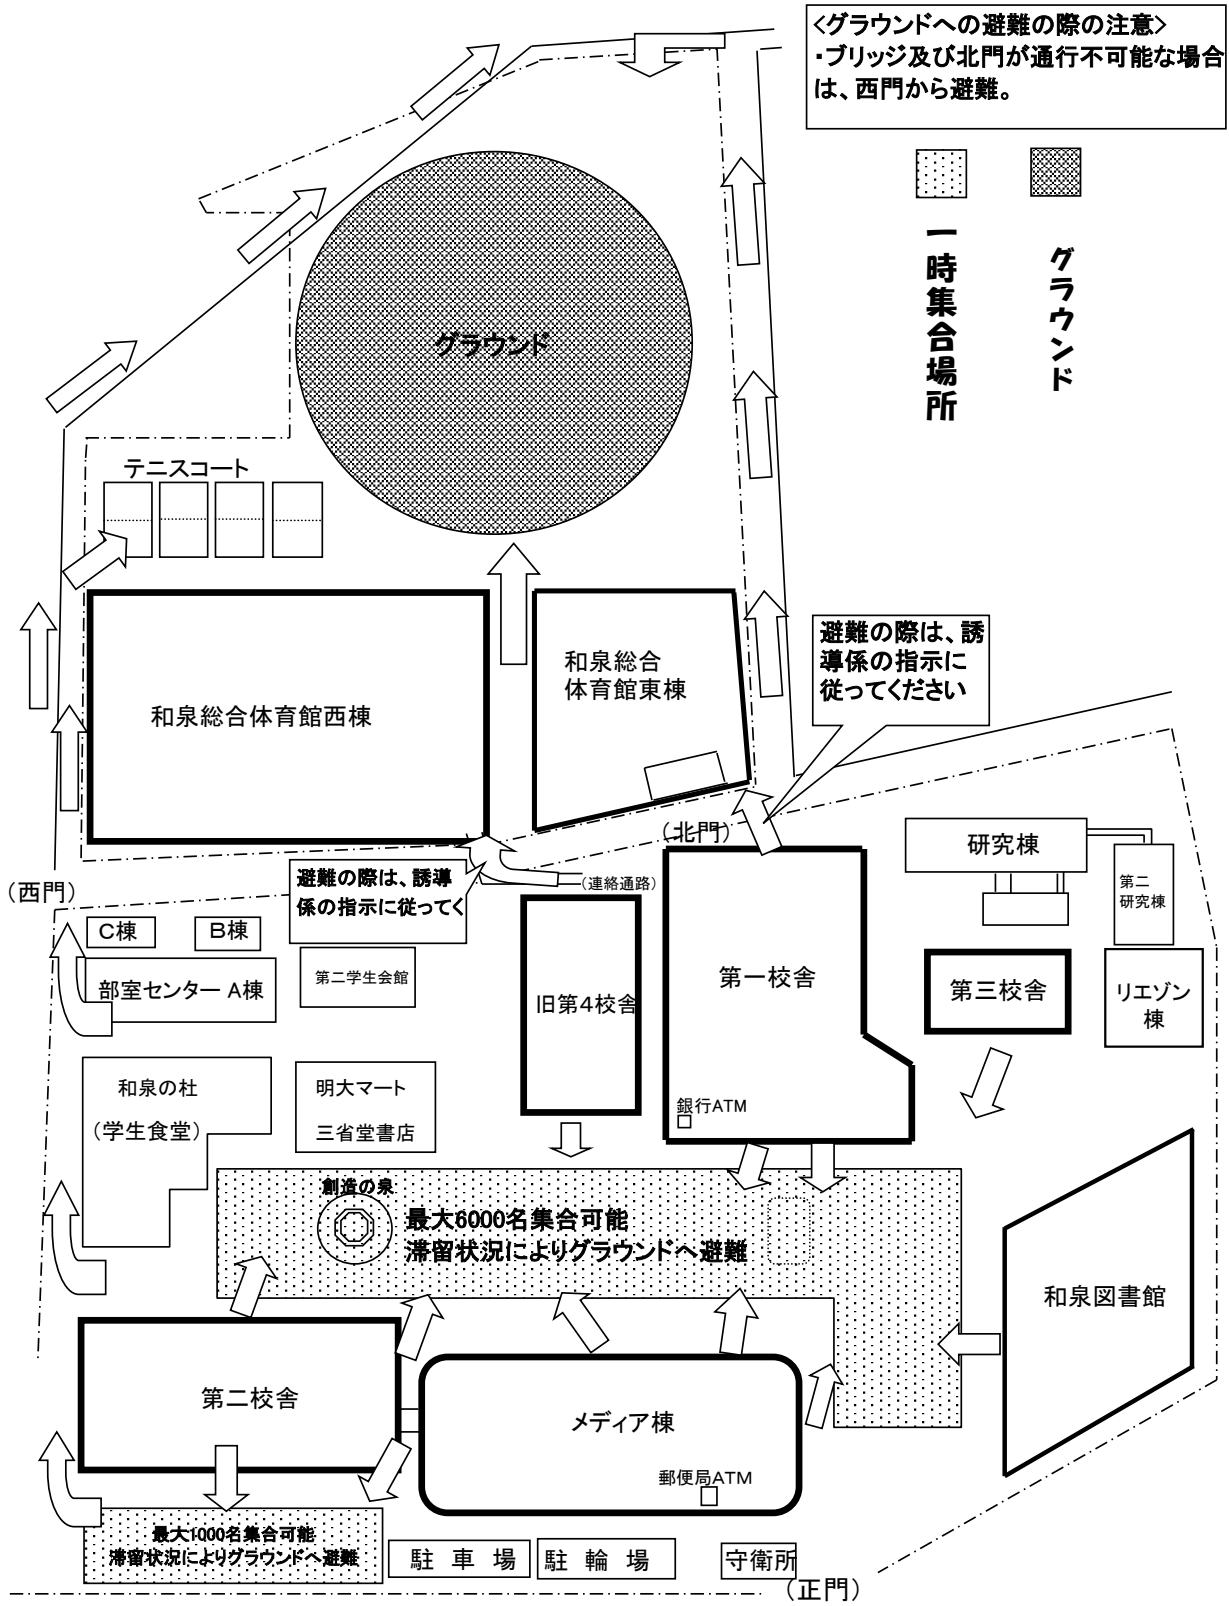 <グラウンドへの避難の際の注意>
・ブリッジ及び北門が通行不可能な場合
は、西門から避難。
一時集合場所
グラウンド
グラウンド
テニスコート
和泉総合体育館西棟
和泉総合
体育館東棟
避難の際は、誘
導係の指示に
従ってください
(北門)
研究棟
第二
研究棟
(西門)
避難の際は、誘導
係の指示に従ってく
(連絡通路)
C棟
B棟
部室センター A棟
第二学生会館
旧第4校舎
第一校舎
第三校舎
リエゾン
棟
和泉の杜
(学生食堂)
明大マート
三省堂書店
銀行ATM
創造の泉
最大6000名集合可能
滞留状況によりグラウンドへ避難
和泉図書館
第二校舎
メディア棟
郵便局ATM
最大1000名集合可能
滞留状況によりグラウンドへ避難
駐 車 場
駐 輪 場
守衛所
(正門)